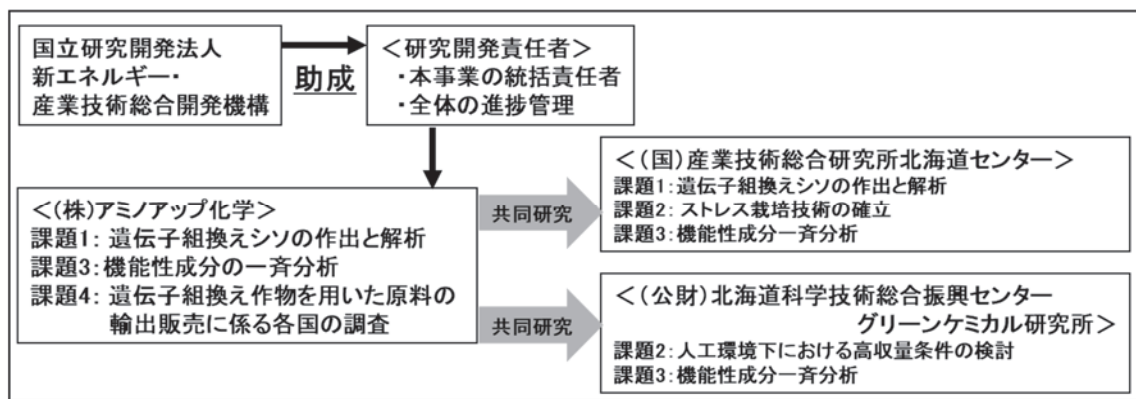 国立研究開発法人
新エネルギー・
産業技術総合開発機構
助成
＜研究開発責任者＞
・本事業の統括責任者
・全体の進捗管理
＜(株)アミノアップ化学＞
課題1： 遺伝子組換えシソの作出と解析
課題3：機能性成分の一斉分析
課題4： 遺伝子組換え作物を用いた原料の
輸出販売に係る各国の調査
共同研究
＜（国）産業技術総合研究所北海道センター＞
課題1：遺伝子組換えシソの作出と解析
課題2： ストレス栽培技術の確立
課題3：機能性成分一斉分析
共同研究
＜（公財）北海道科学技術総合振興センター
グリーンケミカル研究所＞
課題2：人工環境下における高収量条件の検討
課題3：機能性成分一斉分析